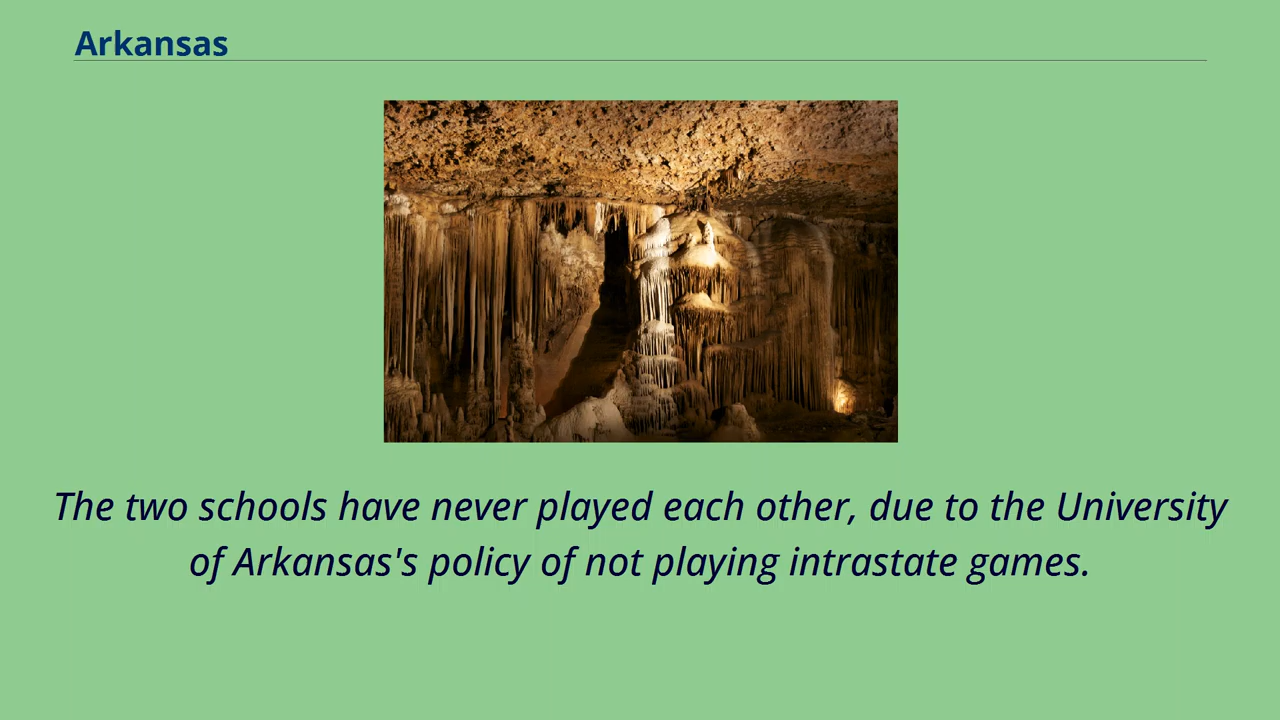 Arkansas
The two schools have never played each other, due to the University
of Arkansas's policy of not playing intrastate games.